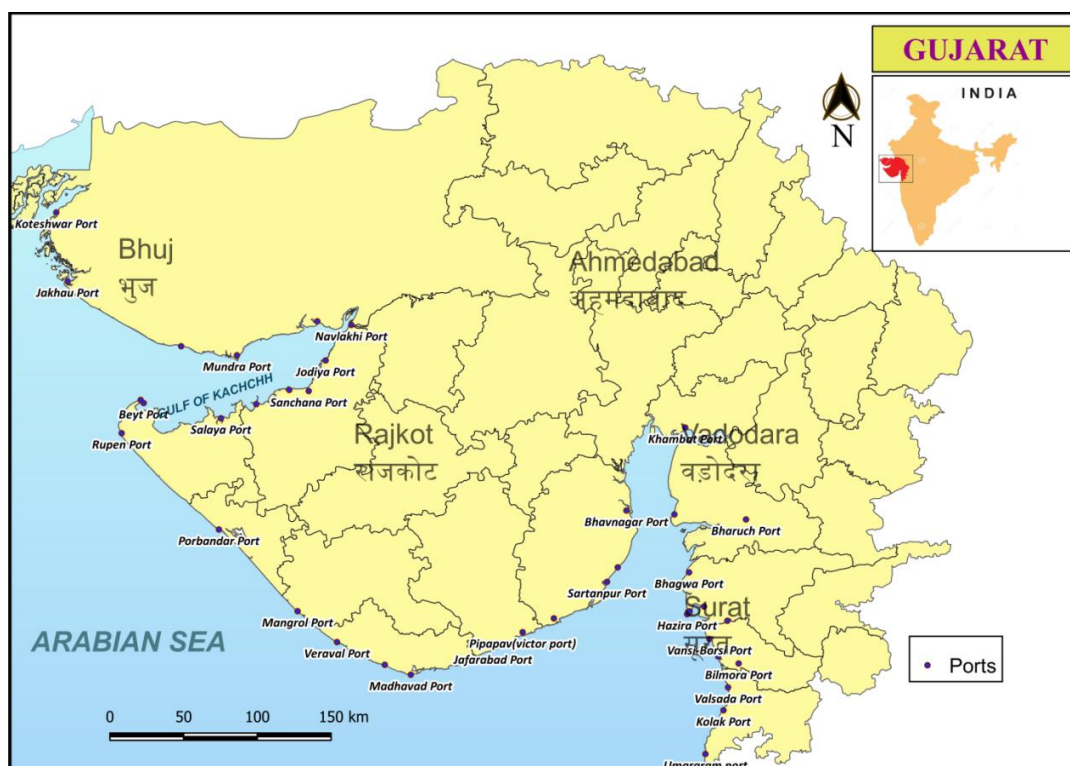 GUJARAT
INDIA
N
Koteshwar Port
Bhuj
भुज
Ahmedabad
अहमदाबाद
Jakhau Port
Navlakhi Port
Mundra Port
Jodiya Port
GULF OF KACHCHH
Sanchana Port
Beyt Port
Salaya Port
Rupen Port
Rajkot
राजकोट
Khambat Port
Vadodara
Bhavnagar Port
Bharuch Port
Porbandar Port
Bhagwa Port
Sartanpur Port
Surat
सूरत
Mangrol Port
Hazira Port
ARABIAN SEA
Veraval Port
Pipapav(victor port)
Vansi-Borsi Port
Jafarabad Port
Bilmora Port
Madhavad Port
Valsada Port
Kolak Port
Ports
0 50 100 150 km